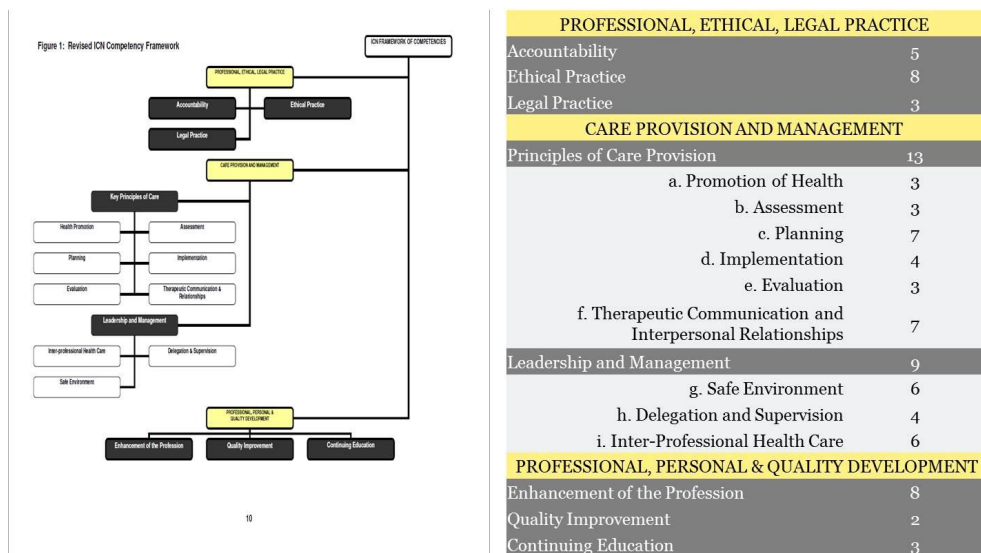 Figure 1: Revised ICN Competency Framework
ICN FRAMEWORK OF COMPETENCIES
PROFESSIONAL, ETHICAL, LEGAL PRACTICE
Accountability
Ethical Practice
Legal Practice
CARE PROVISION AND MANAGEMENT
Key Principles of Care
Health Promotion
Assessment
Planning
Implementation
Evaluation
Therapeutic Communication &
Relationships
Leadership and Management
Inter-professional Health Care
Delegation & Supervision
Safe Environment
PROFESSIONAL, PERSONAL &
QUALITY DEVELOPMENT
Enhancement of the Profession
Quality Improvement
Continuing Education
10
PROFESSIONAL, ETHICAL, LEGAL PRACTICE
Accountability 5
Ethical Practice 8
Legal Practice 3
CARE PROVISION AND MANAGEMENT
Principles of Care Provision 13
a. Promotion of Health 3
b. Assessment 3
c. Planning 7
d. Implementation 4
e. Evaluation 3
f. Therapeutic Communication and
Interpersonal Relationships 7
Leadership and Management 9
g. Safe Environment 6
h. Delegation and Supervision 4
i. Inter-Professional Health Care 6
PROFESSIONAL, PERSONAL & QUALITY DEVELOPMENT
Enhancement of the Profession 8
Quality Improvement 2
Continuing Education 3